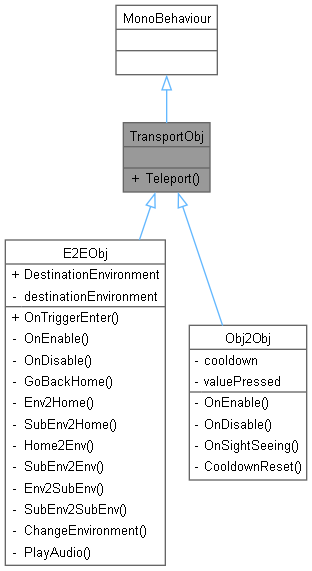 MonoBehaviour
TransportObj
+ Teleport()
E2EObj
+ DestinationEnvironment
- destinationEnvironment
+ OnTriggerEnter()
- OnEnable()
- OnDisable()
- GoBackHome()
- Env2Home()
- SubEnv2Home()
- Home2Env()
- SubEnv2Env()
- Env2SubEnv()
- SubEnv2SubEnv()
- ChangeEnvironment()
- PlayAudio()
Obj2Obj
- cooldown
- valuePressed
- OnEnable()
- OnDisable()
- OnSightSeeing()
- CooldownReset()